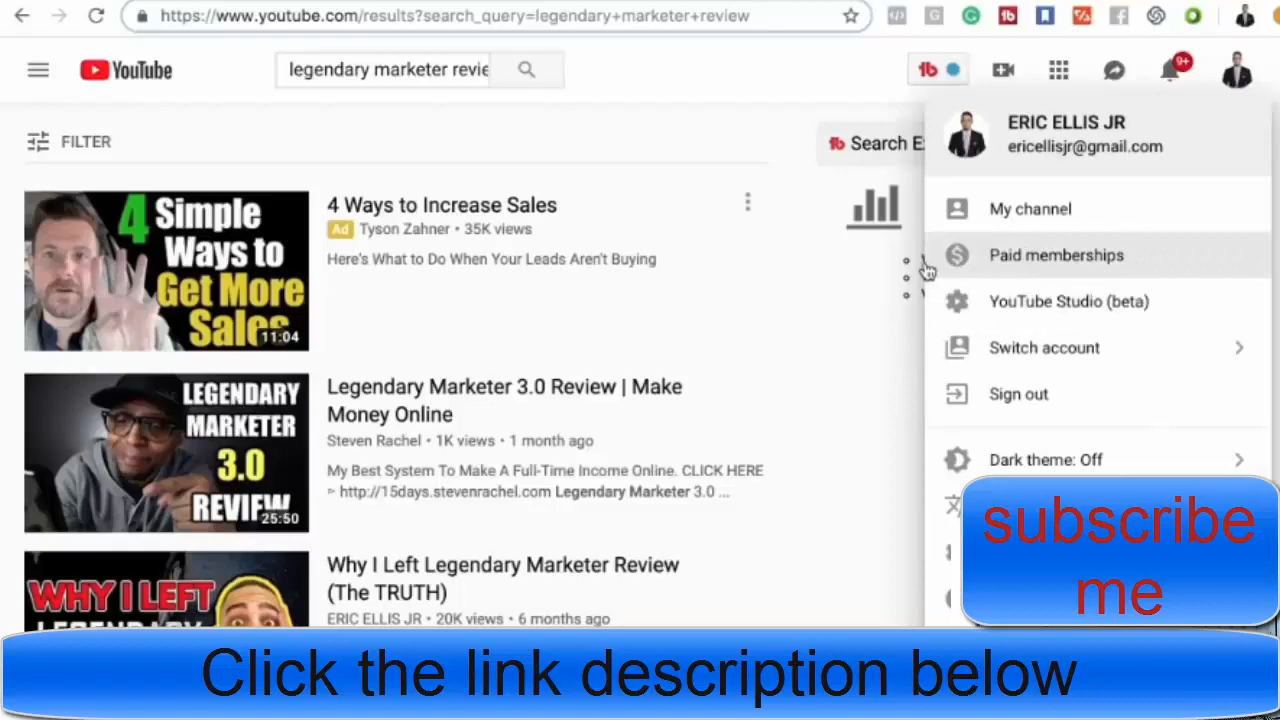 https://www.youtube.com/results?search_query=legendary+marketer+review
YouTube
legendary marketer revie
9+
FILTER
Search E
ERIC ELLIS JR
ericellisjr@gmail.com
My channel
Paid memberships
YouTube Studio (beta)
Switch account
Sign out
Dark theme: Off
4 Simple
Ways to
Get More
Sales
11:04
4 Ways to Increase Sales
Ad Tyson Zahner • 35K views
Here's What to Do When Your Leads Aren't Buying
LEGENDARY
MARKETER
3.0
REVIEW
25:50
Legendary Marketer 3.0 Review | Make
Money Online
Steven Rachel • 1K views • 1 month ago
My Best System To Make A Full-Time Income Online. CLICK HERE
► http://15days.stevenrachel.com Legendary Marketer 3.0 ...
WHY I LEFT
LEGENDARY
Why I Left Legendary Marketer Review
(The TRUTH)
ERIC ELLIS JR • 20K views • 6 months ago
subscribe
me
Click the link description below